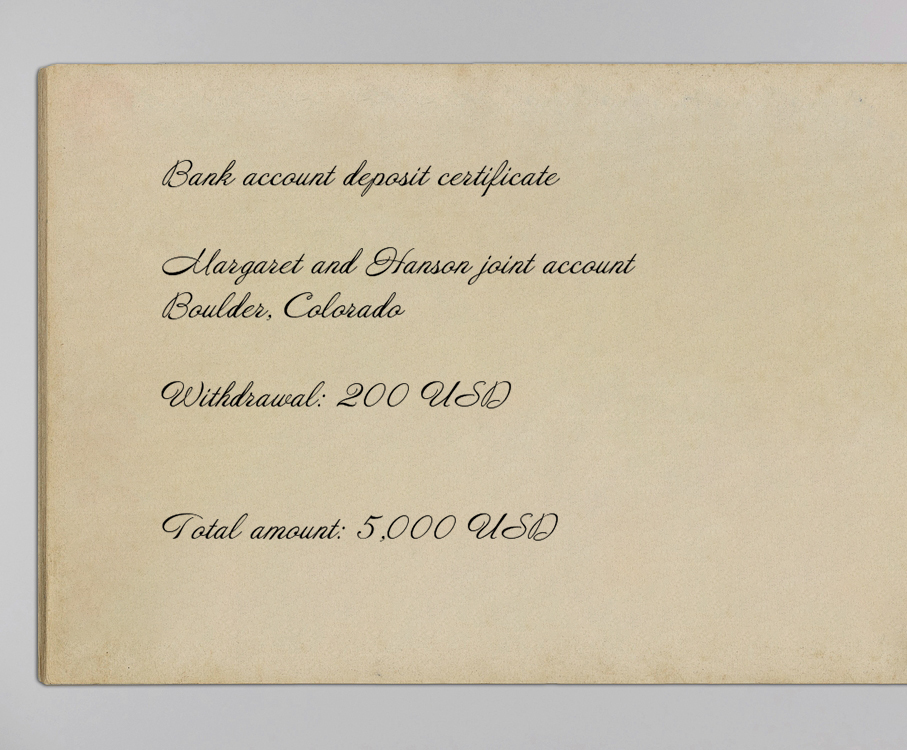 Bank account deposit certificate
Margaret and Hanson joint account
Boulder, Colorado
Withdrawal: 200 USD
Total amount: 5,000 USD